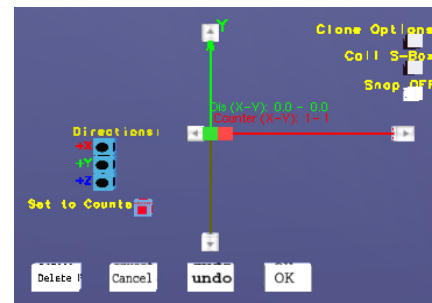 Y
Clone Options
Coll S-Box
Snap OFF
Dis (X-Y): 0.0 - 0.0
Counter (X-Y): 1-1
Directions:
+X
+Y
+Z
Set to Counte
Delete
Cancel
undo
OK